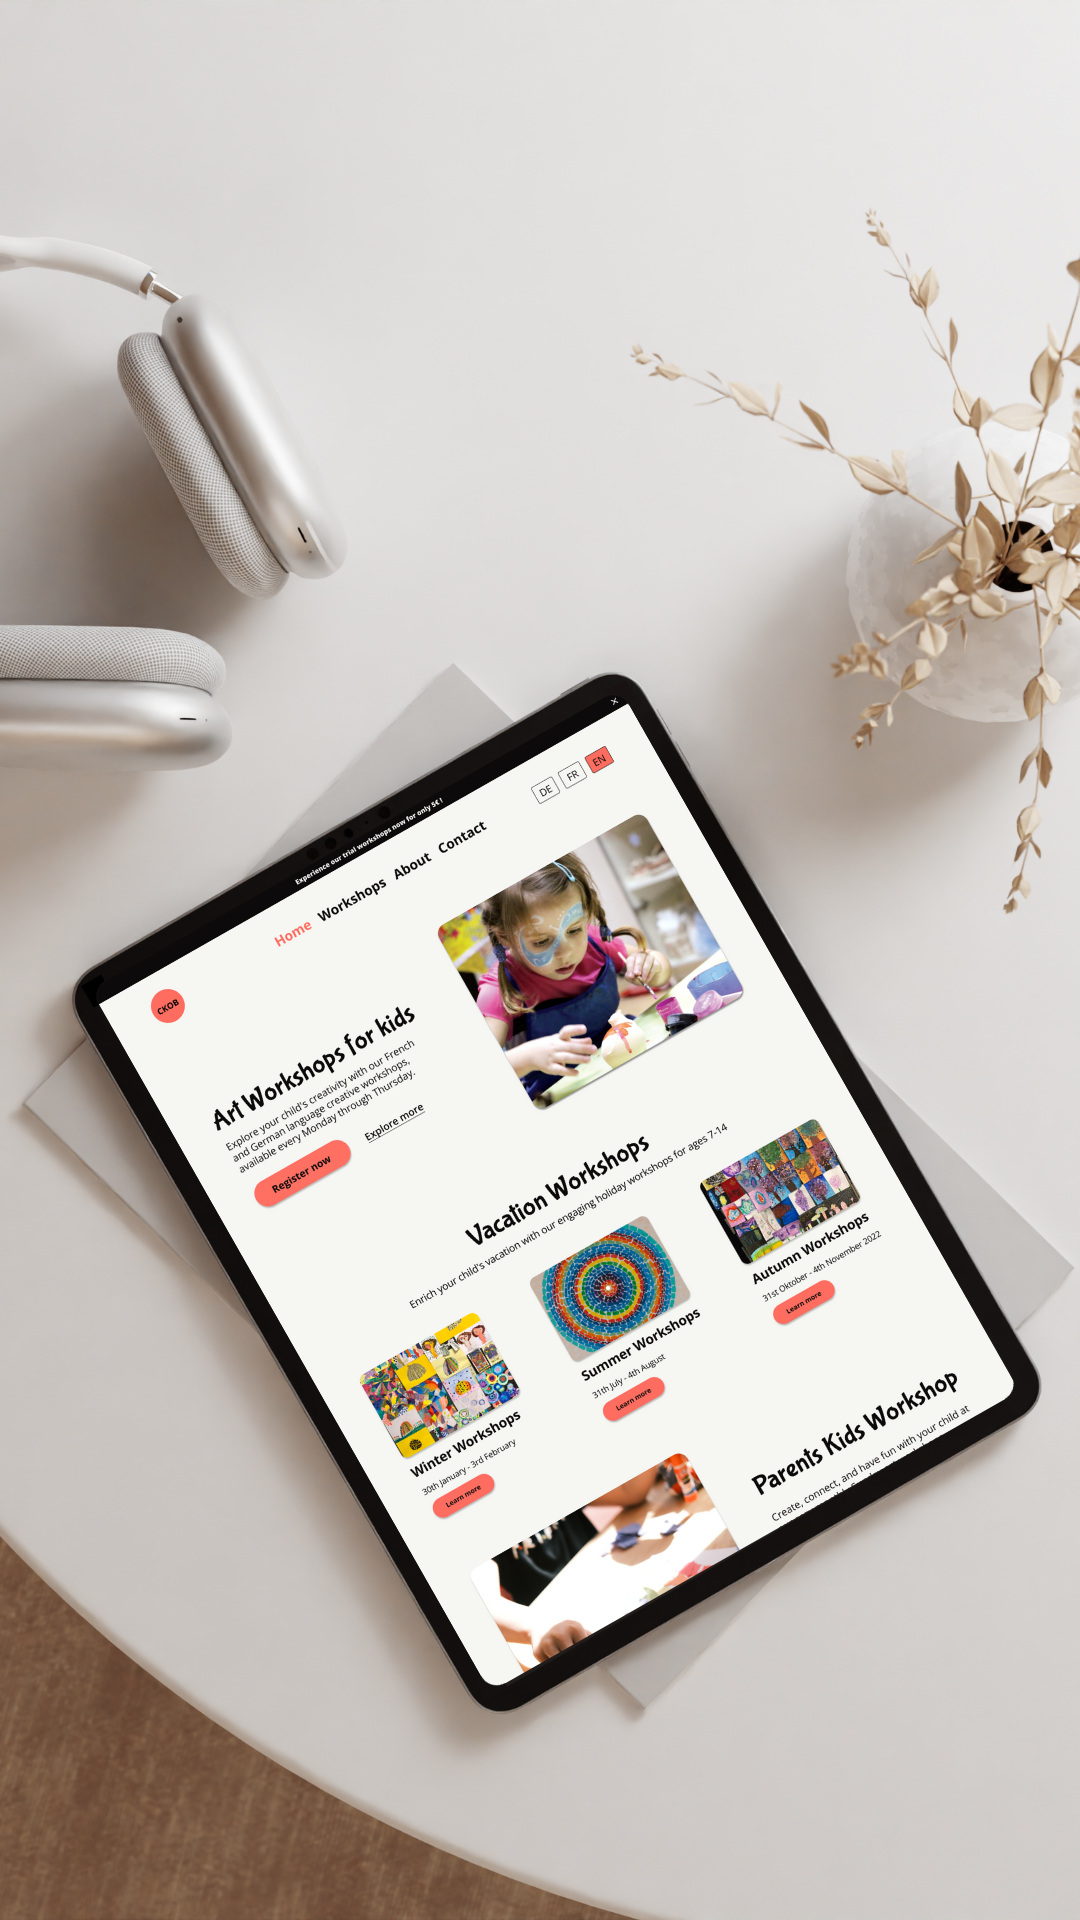 Experience our trial workshops now for only 5€ !
×
DE FR EN
Home Workshops About Contact
CKOB
Art Workshops for kids
Explore your child's creativity with our French
and German language creative workshops,
available every Monday through Thursday.
Register now
Explore more
Vacation Workshops
Enrich your child's vacation with our engaging holiday workshops for ages 7-14
Winter Workshops
30th January - 3rd February
Learn more
Summer Workshops
31th July - 4th August
Learn more
Autumn Workshops
31st Oktober - 4th November 2022
Learn more
Parents Kids Workshop
Create, connect, and have fun with your child at